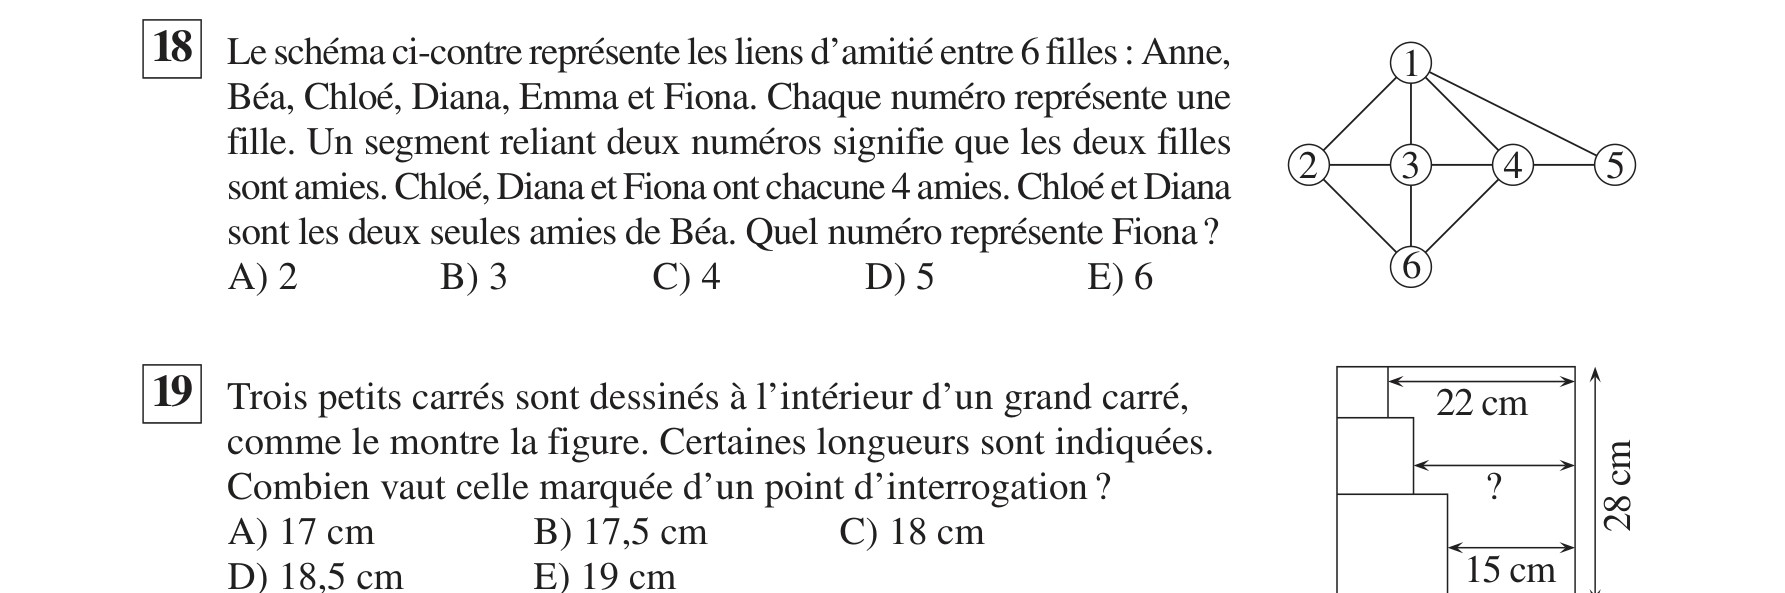 18 Le schéma ci-contre représente les liens d’amitié entre 6 filles : Anne,
Béa, Chloé, Diana, Emma et Fiona. Chaque numéro représente une
fille. Un segment reliant deux numéros signifie que les deux filles
sont amies. Chloé, Diana et Fiona ont chacune 4 amies. Chloé et Diana
sont les deux seules amies de Béa. Quel numéro représente Fiona ?
A) 2 B) 3 C) 4 D) 5 E) 6
1
2 3 4 5
6
19 Trois petits carrés sont dessinés à l’intérieur d’un grand carré,
comme le montre la figure. Certaines longueurs sont indiquées.
Combien vaut celle marquée d’un point d’interrogation ?
A) 17 cm B) 17,5 cm C) 18 cm
D) 18,5 cm E) 19 cm
22 cm
?
28 cm
15 cm